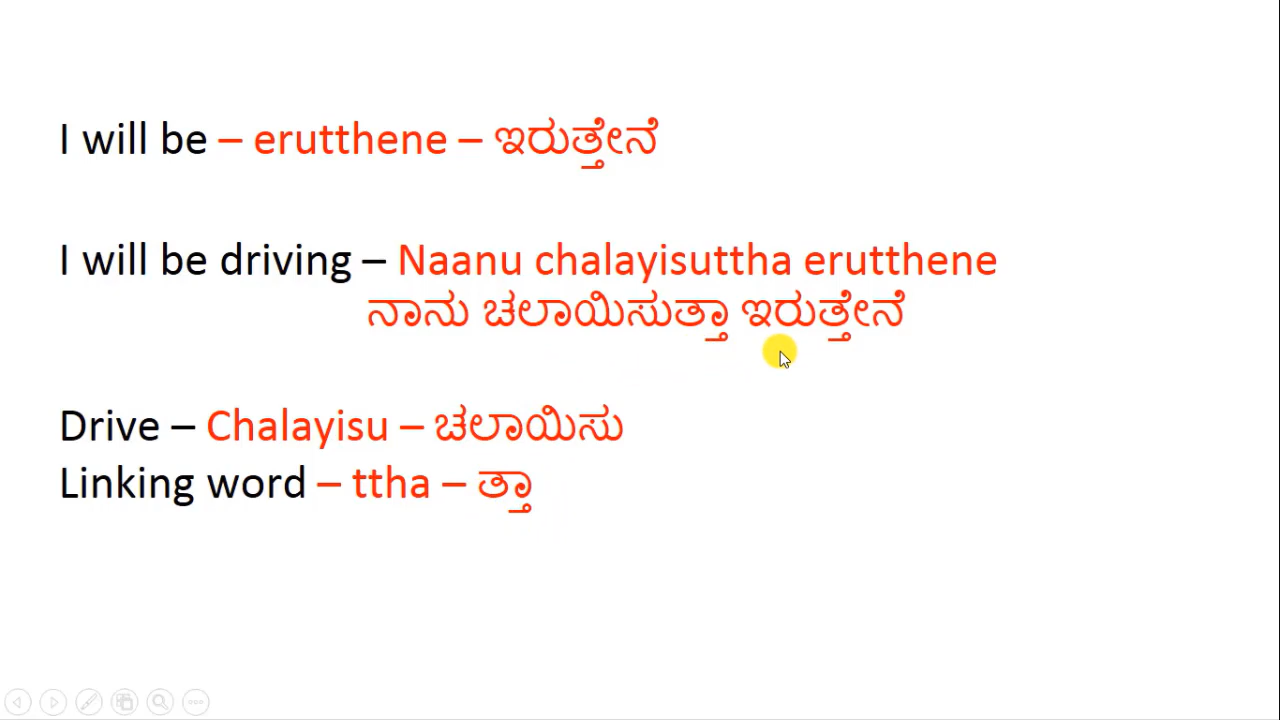 I will be – erutthene – ಇರುತ್ತೇನೆ
I will be driving – Naanu chalayisuttha erutthene
ನಾನು ಚಲಾಯಿಸುತ್ತಾ ಇರುತ್ತೇನೆ
Drive – Chalayisu – ಚಲಾಯಿಸು
Linking word – ttha – ತ್ತಾ